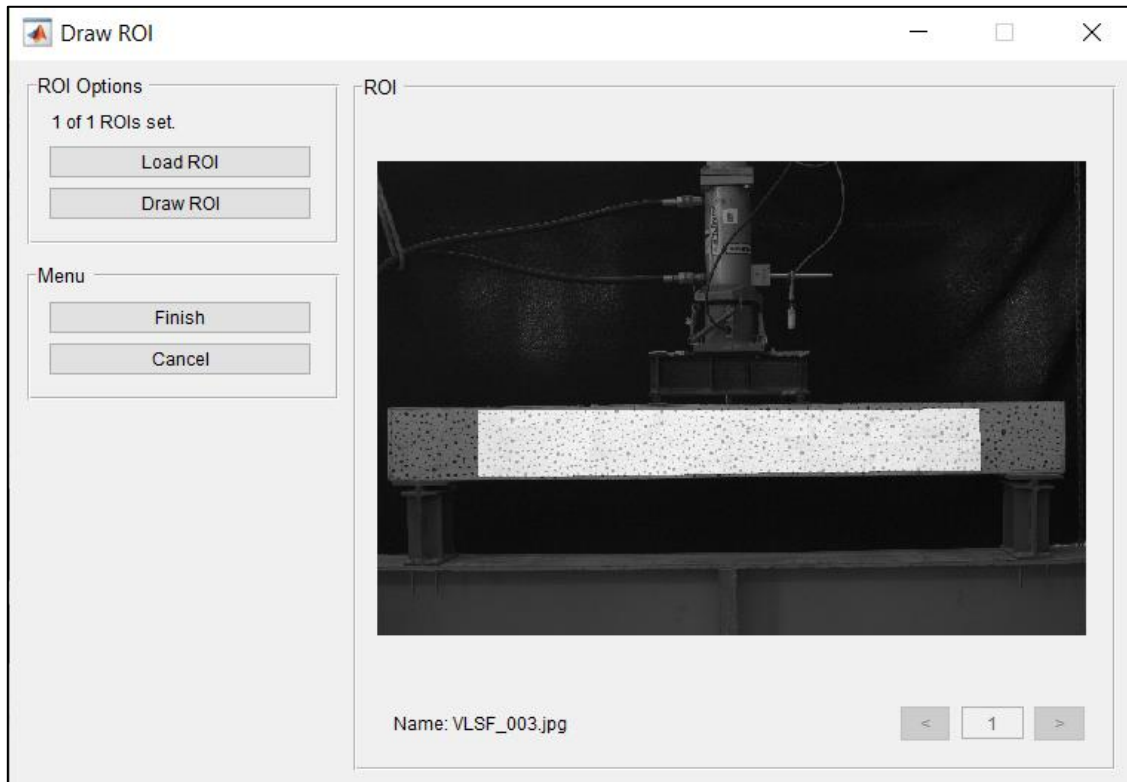 Draw ROI
ROI Options
1 of 1 ROIs set.
Load ROI
Draw ROI
Menu
Finish
Cancel
ROI
Name: VLSF_003.jpg
<
1
>